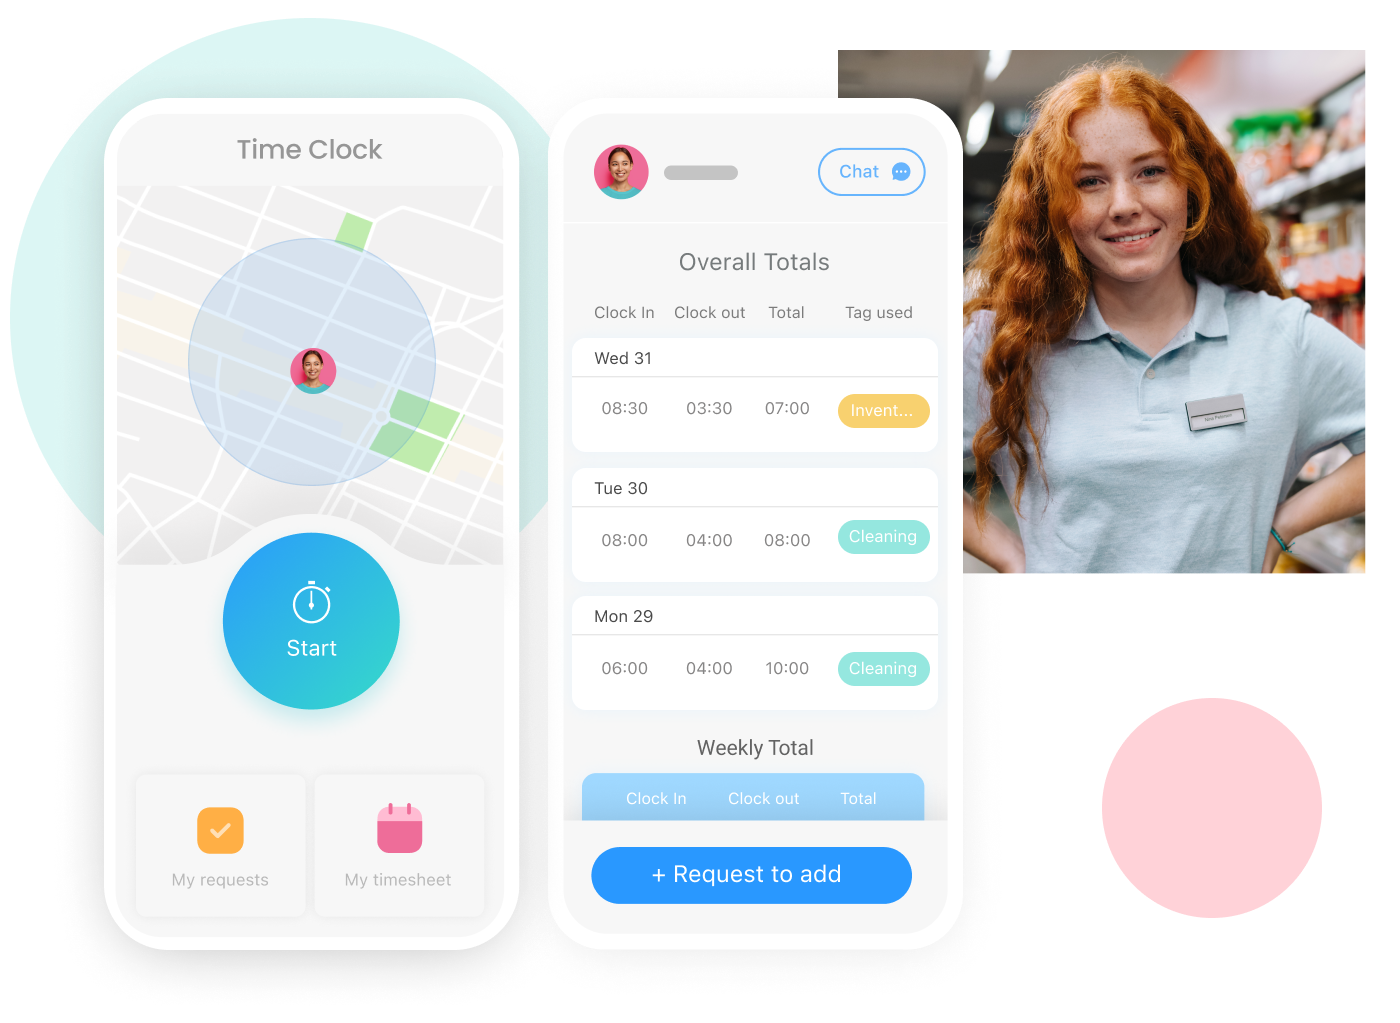 Time Clock
Start
My requests
My timesheet
Chat
Overall Totals
Clock In Clock out Total Tag used
Wed 31
08:30 03:30 07:00 Invent...
Tue 30
08:00 04:00 08:00 Cleaning
Mon 29
06:00 04:00 10:00 Cleaning
Weekly Total
Clock In Clock out Total
+ Request to add